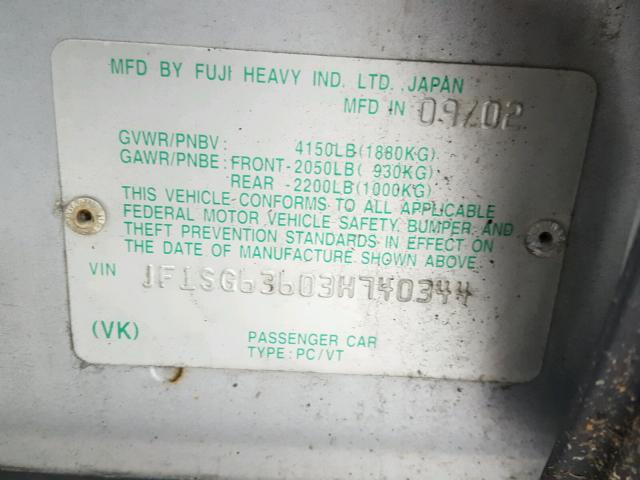 MFD BY FUJI HEAVY IND. LTD. JAPAN
MFD IN 09/02
GVWR/PNBV: 4150LB(1880KG)
GAWR/PNBE: FRONT-2050LB( 930KG)
REAR -2200LB(1000KG)
THIS VEHICLE CONFORMS TO ALL APPLICABLE
FEDERAL MOTOR VEHICLE SAFETY, BUMPER AND
THEFT PREVENTION STANDARDS IN EFFECT ON
THE DATE OF MANUFACTURE SHOWN ABOVE
VIN JF1SG63603H740344
(VK) PASSENGER CAR
TYPE: PC/VT